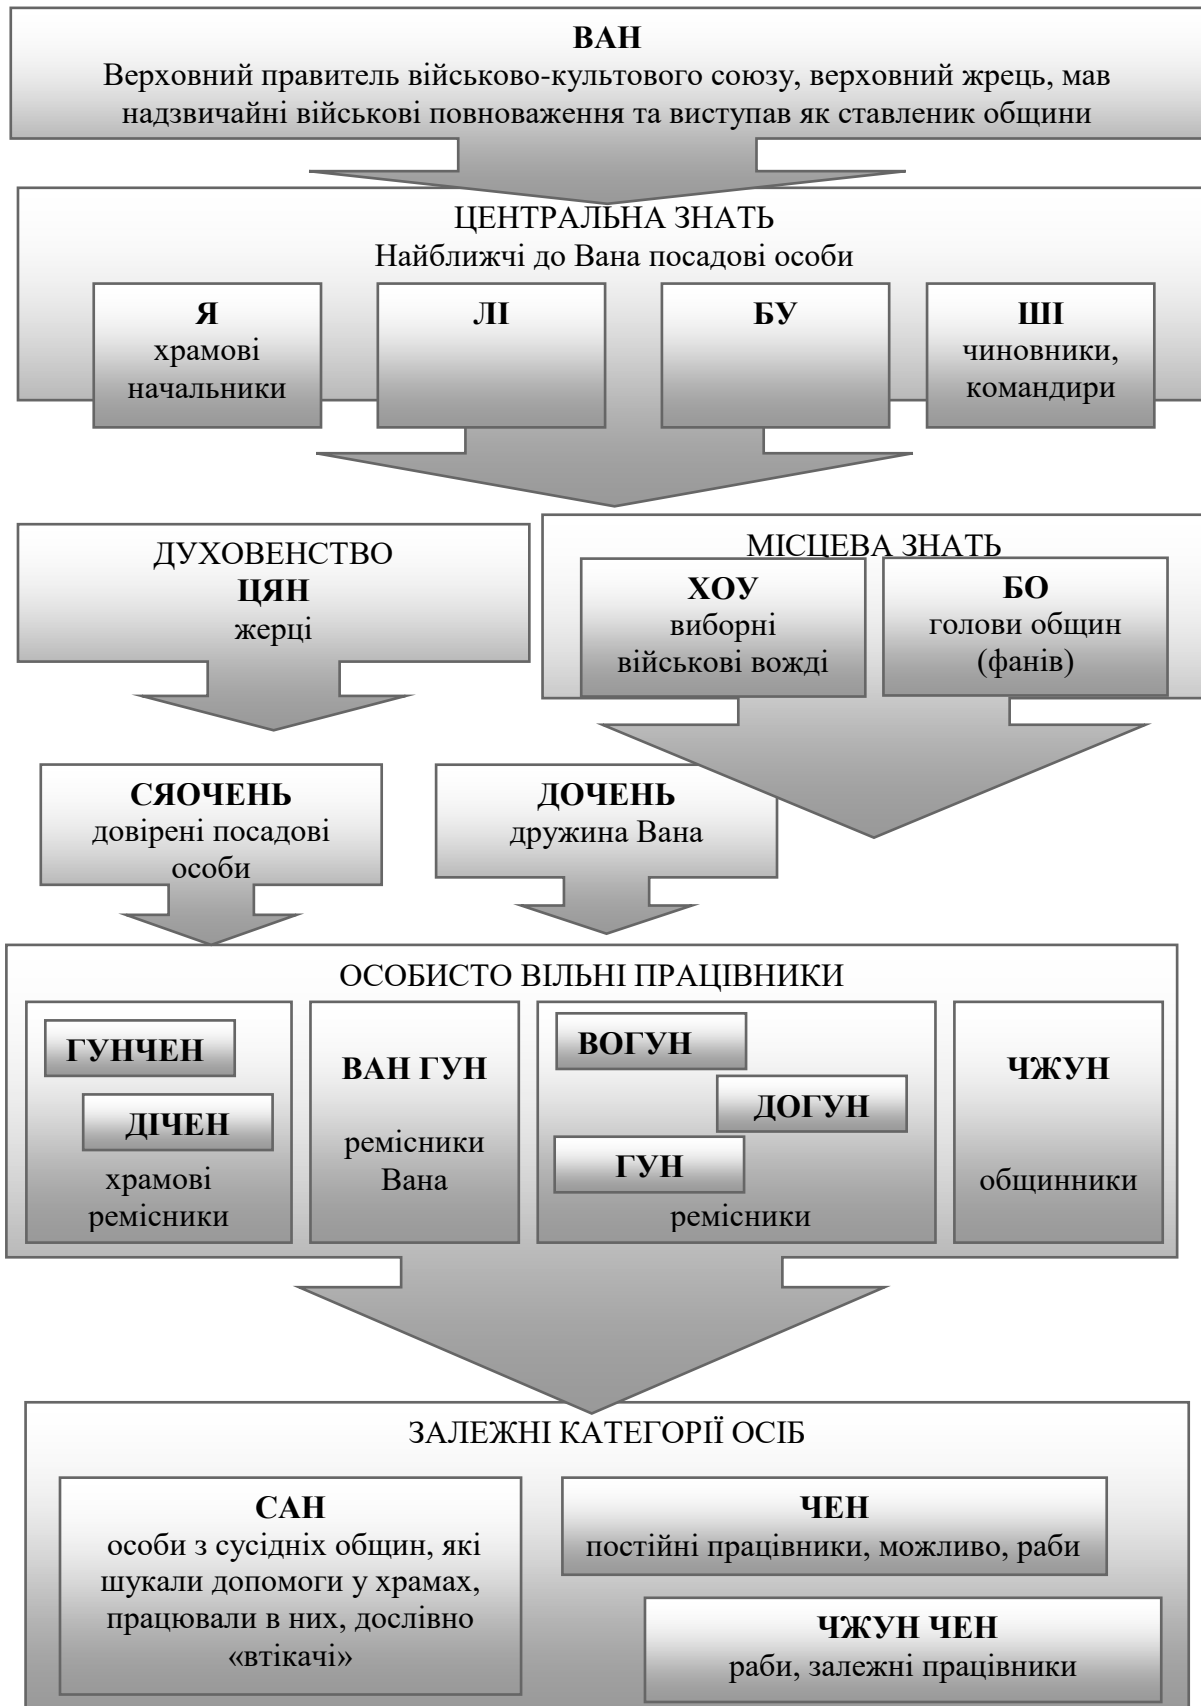 ВАН
Верховний правитель військово-культового союзу, верховний жрець, мав
надзвичайні військові повноваження та виступав як ставленик общини
ЦЕНТРАЛЬНА ЗНАТЬ
Найближчі до Вана посадові особи
Я
храмові
начальники
ЛІ
БУ
ШІ
чиновники,
командири
ДУХОВЕНСТВО
ЦЯН
жерці
МІСЦЕВА ЗНАТЬ
ХОУ
виборні
військові вожді
БО
голови общин
(фанів)
СЯОЧЕНЬ
довірені посадові
особи
ДОЧЕНЬ
дружина Вана
ОСОБИСТО ВІЛЬНІ ПРАЦІВНИКИ
ГУНЧЕН
ДІЧЕН
храмові
ремісники
ВАН ГУН
ремісники
Вана
ВОГУН
ДОГУН
ГУН
ремісники
ЧЖУН
общинники
ЗАЛЕЖНІ КАТЕГОРІЇ ОСІБ
САН
особи з сусідніх общин, які
шукали допомоги у храмах,
працювали в них, дослівно
«втікачі»
ЧЕН
постійні працівники, можливо, раби
ЧЖУН ЧЕН
раби, залежні працівники